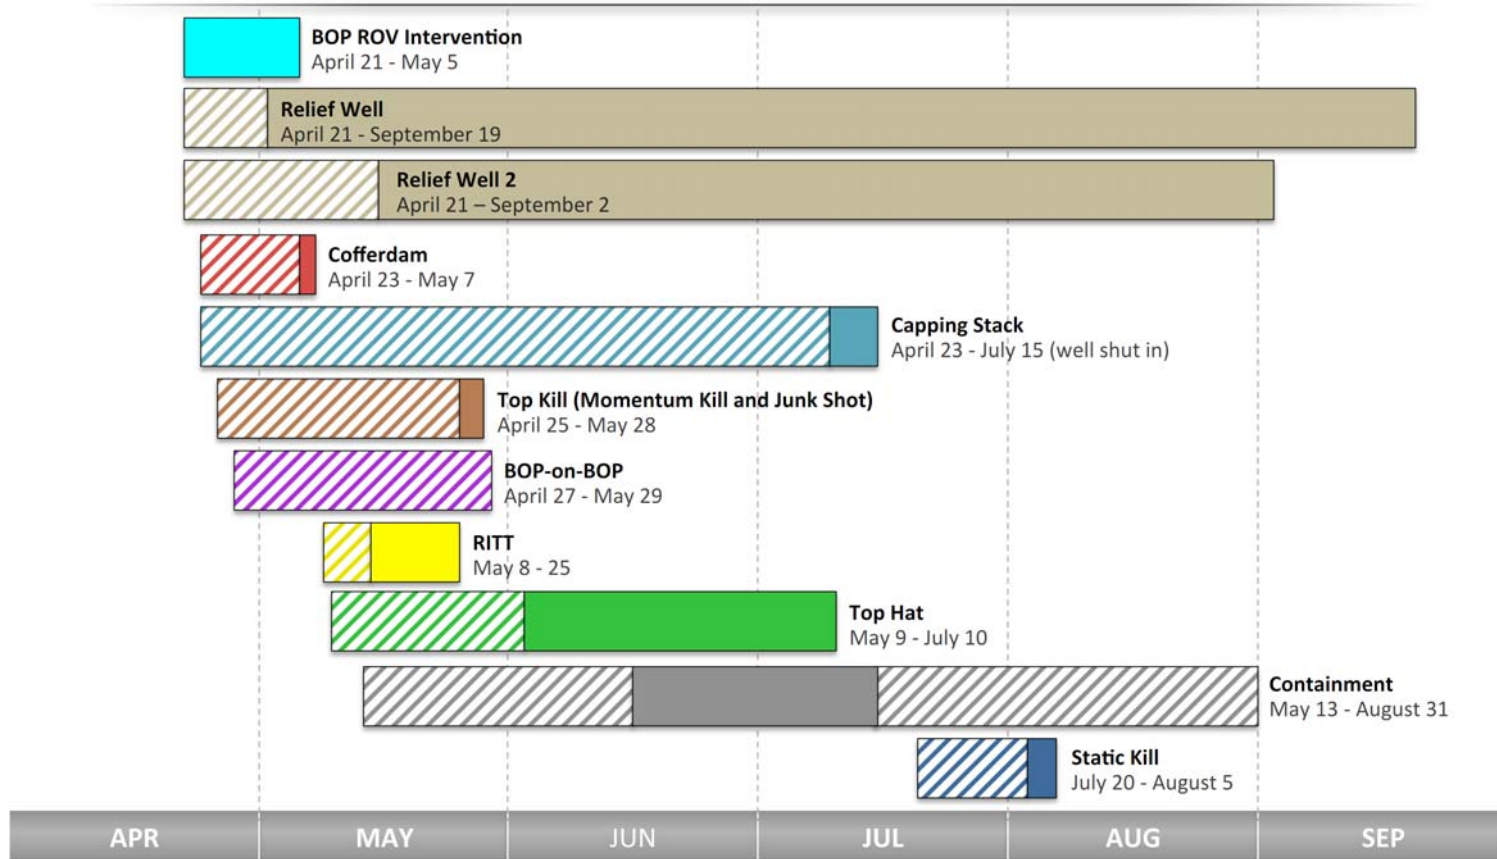 BOP ROV Intervention
April 21 - May 5
Relief Well
April 21 - September 19
Relief Well 2
April 21 – September 2
Cofferdam
April 23 - May 7
Capping Stack
April 23 - July 15 (well shut in)
Top Kill (Momentum Kill and Junk Shot)
April 25 - May 28
BOP-on-BOP
April 27 - May 29
RITT
May 8 - 25
Top Hat
May 9 - July 10
Containment
May 13 - August 31
Static Kill
July 20 - August 5
APR MAY JUN JUL AUG SEP